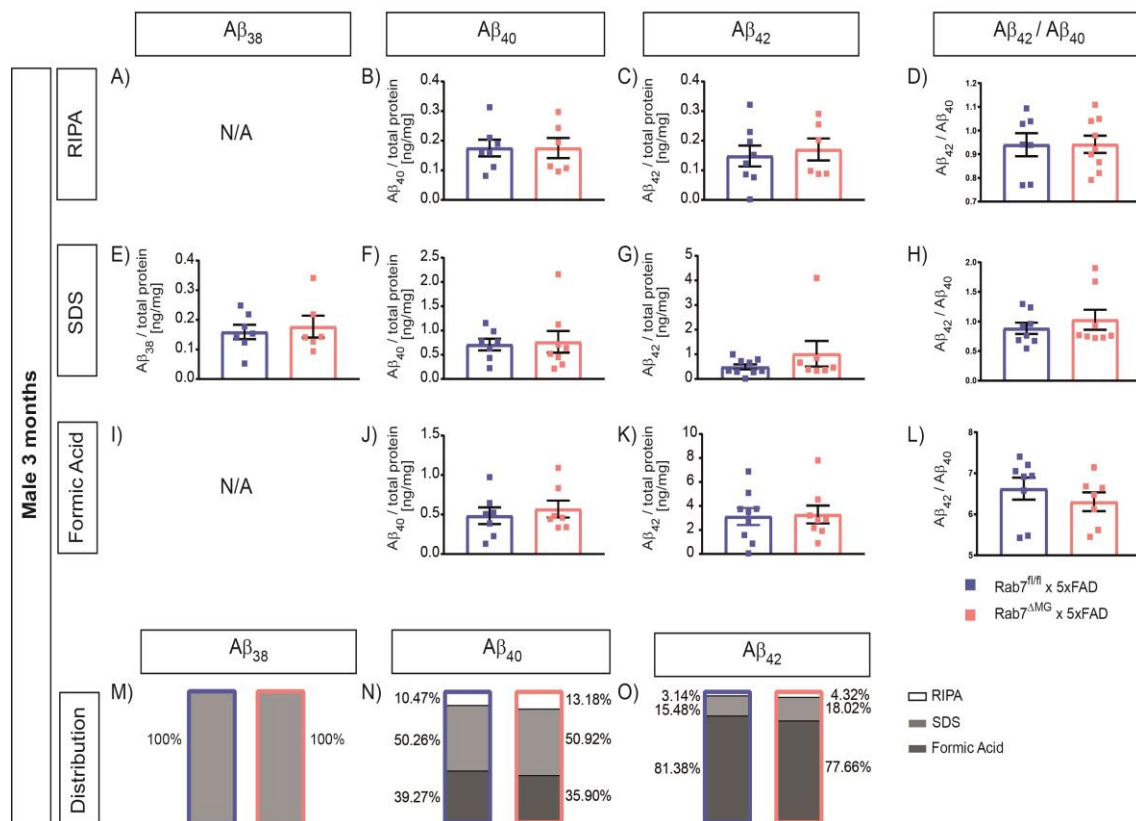 Aβ38
Aβ40
Aβ42
Aβ42 / Aβ40
Male 3 months
RIPA
A)
N/A
B)
Aβ40 / total protein
[ng/mg]
0.4
0.3
0.2
0.1
0.0
C)
Aβ42 / total protein
[ng/mg]
0.4
0.3
0.2
0.1
0.0
D)
Aβ42 / Aβ40
1.2
1.1
1.0
0.9
0.8
0.7
SDS
E)
Aβ38 / total protein
[ng/mg]
0.4
0.3
0.2
0.1
0.0
F)
Aβ40 / total protein
[ng/mg]
2.5
2.0
1.5
1.0
0.5
0.0
G)
Aβ42 / total protein
[ng/mg]
5
4
3
2
1
0
H)
Aβ42 / Aβ40
2.0
1.5
1.0
0.5
0.0
Formic Acid
I)
N/A
J)
Aβ40 / total protein
[ng/mg]
1.5
1.0
0.5
0.0
K)
Aβ42 / total protein
[ng/mg]
10
8
6
4
2
0
L)
Aβ42 / Aβ40
8
7
6
5
Rab7fl/fl x 5xFAD
Rab7ΔMG x 5xFAD
Aβ38
Aβ40
Aβ42
Distribution
M)
100%
100%
N)
10.47%
50.26%
39.27%
13.18%
50.92%
35.90%
O)
3.14%
15.48%
81.38%
4.32%
18.02%
77.66%
RIPA
SDS
Formic Acid